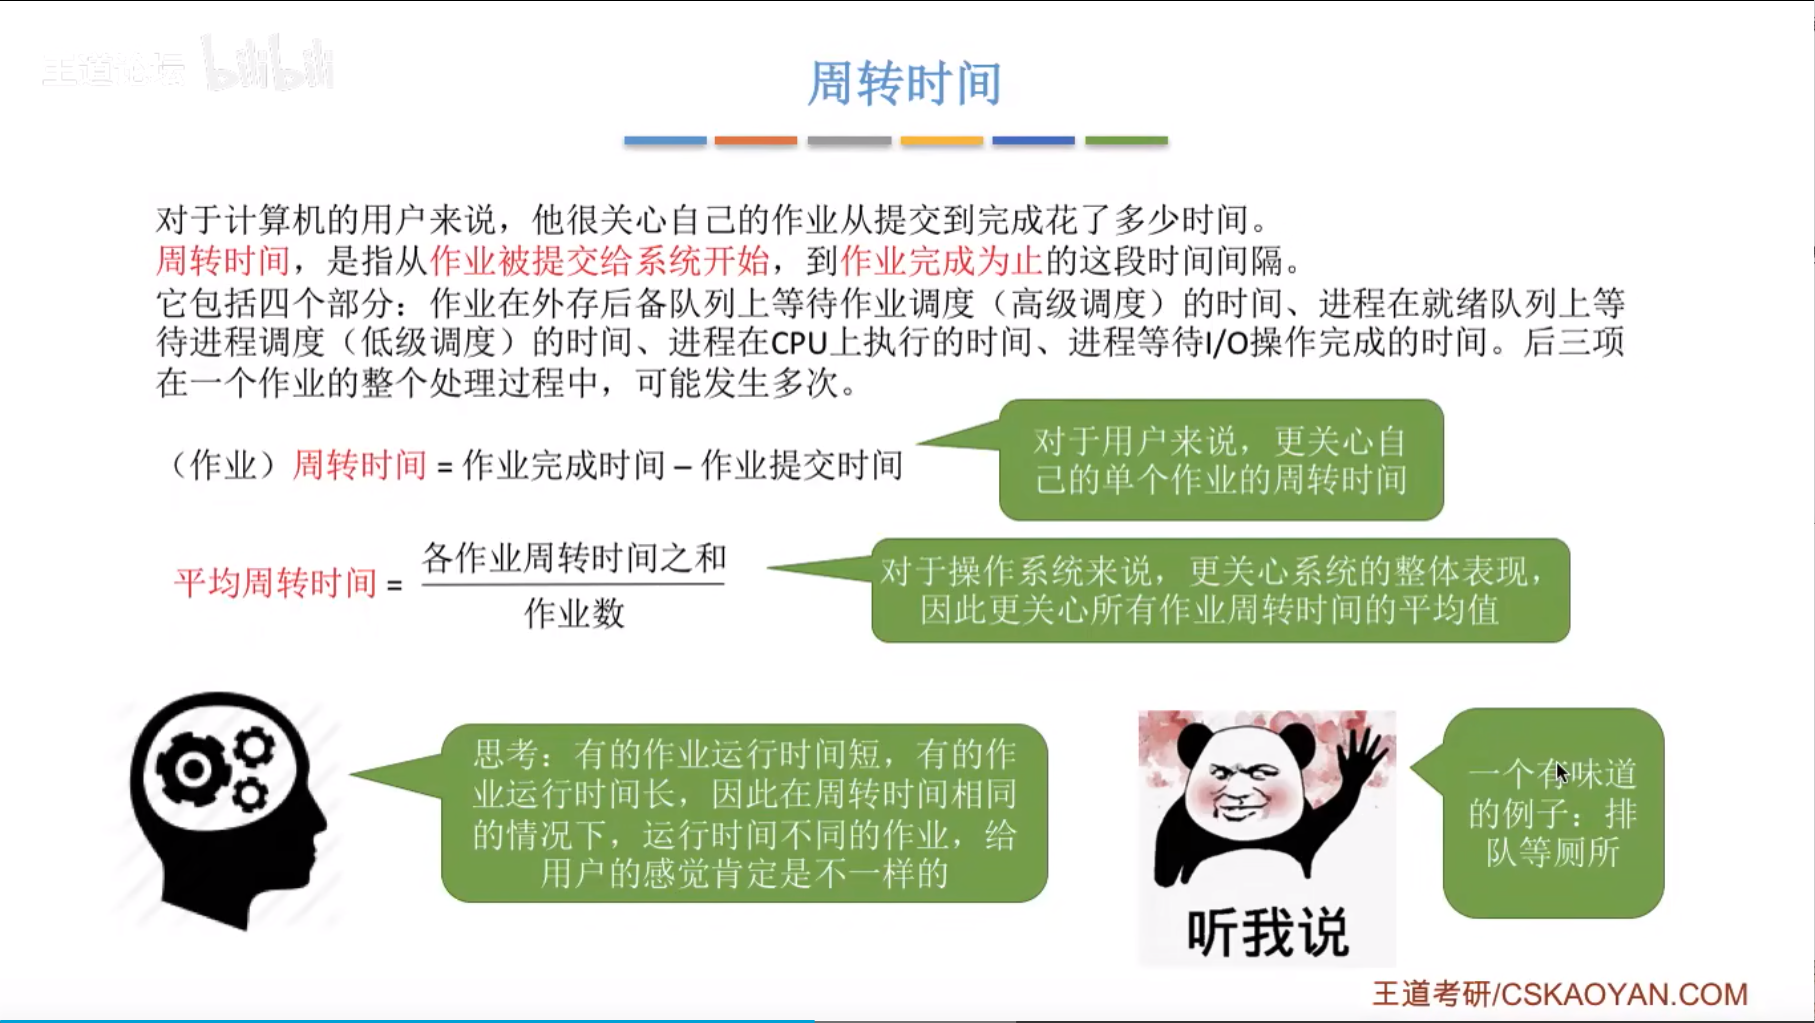 王道论坛 bilibili
周转时间
对于计算机的用户来说，他很关心自己的作业从提交到完成花了多少时间。
周转时间，是指从作业被提交给系统开始，到作业完成为止的这段时间间隔。
它包括四个部分：作业在外存后备队列上等待作业调度（高级调度）的时间、进程在就绪队列上等
待进程调度（低级调度）的时间、进程在CPU上执行的时间、进程等待I/O操作完成的时间。后三项
在一个作业的整个处理过程中，可能发生多次。
（作业）周转时间 = 作业完成时间 – 作业提交时间
对于用户来说，更关心自
己的单个作业的周转时间
平均周转时间 =
各作业周转时间之和
作业数
对于操作系统来说，更关心系统的整体表现，
因此更关心所有作业周转时间的平均值
思考：有的作业运行时间短，有的作
业运行时间长，因此在周转时间相同
的情况下，运行时间不同的作业，给
用户的感觉肯定是不一样的
听我说
一个有味道
的例子：排
队等厕所
王道考研/CSKAOYAN.COM